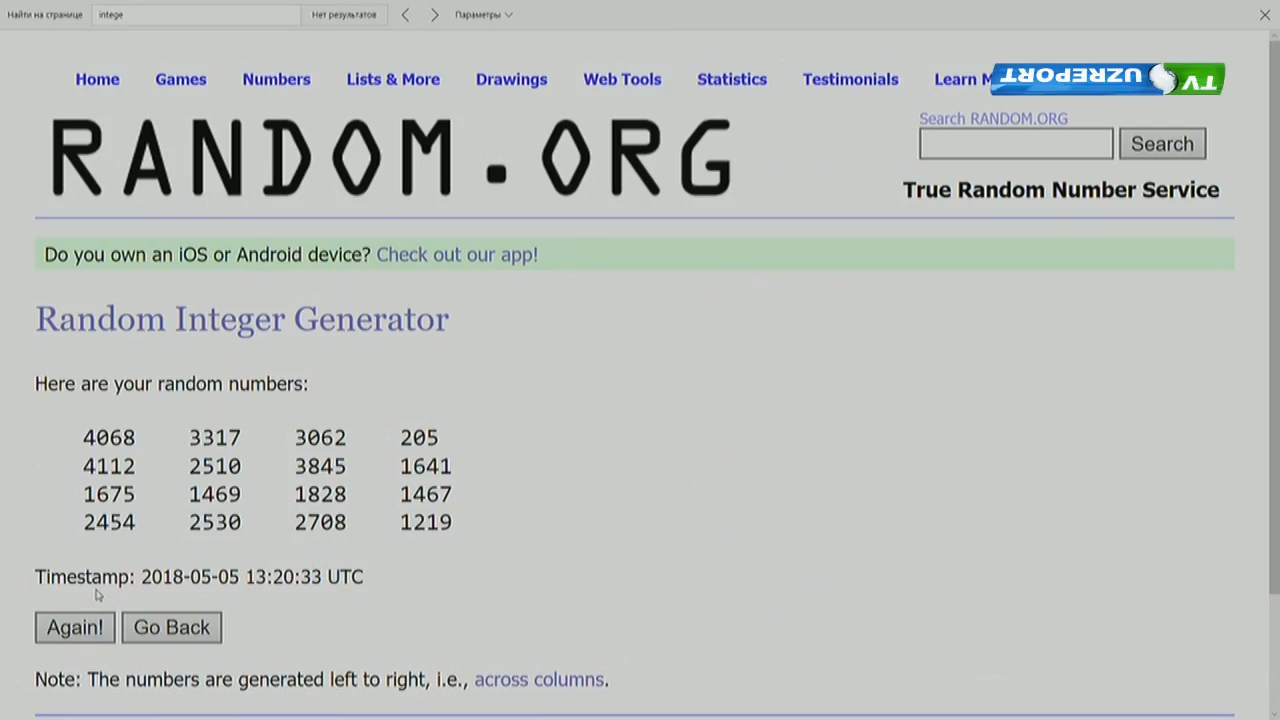 Найти на странице intege Нет результатов Параметры
Home Games Numbers Lists & More Drawings Web Tools Statistics Testimonials Learn M
UZREPORT TV
RANDOM.ORG
Search RANDOM.ORG
Search
True Random Number Service
Do you own an iOS or Android device? Check out our app!
Random Integer Generator
Here are your random numbers:
4068 3317 3062 205
4112 2510 3845 1641
1675 1469 1828 1467
2454 2530 2708 1219
Timestamp: 2018-05-05 13:20:33 UTC
Again! Go Back
Note: The numbers are generated left to right, i.e., across columns.